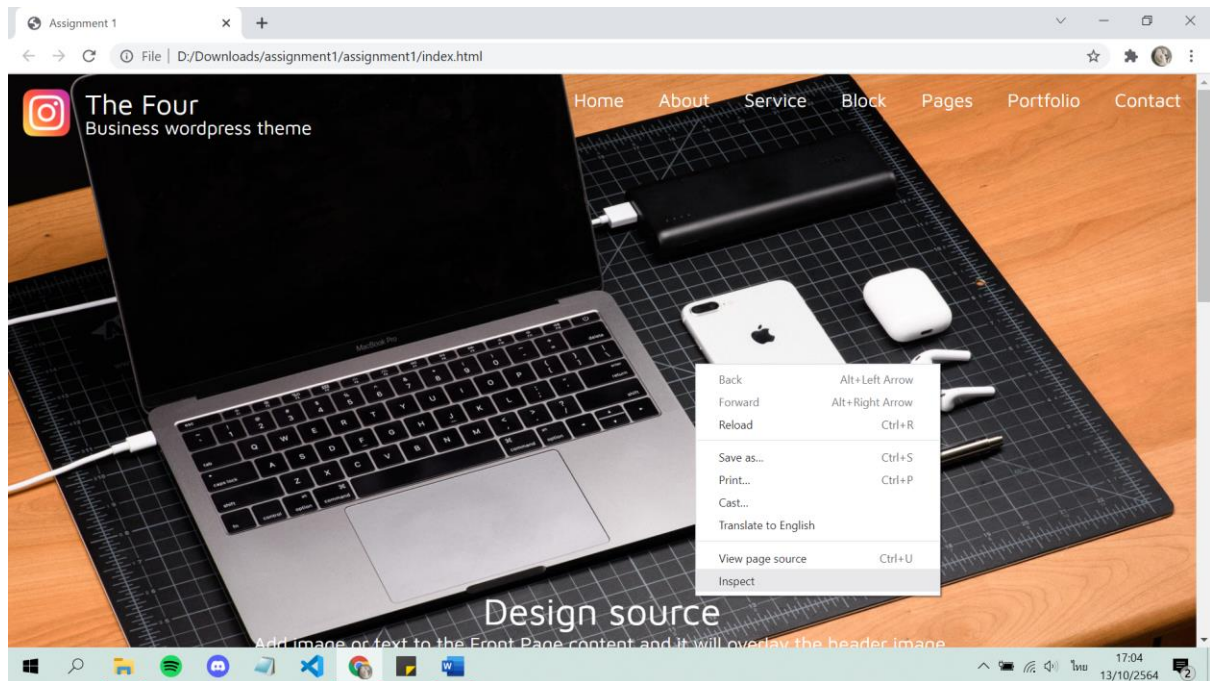 Assignment 1
File | D:/Downloads/assignment1/assignment1/index.html
The Four
Business wordpress theme
Home About Service Block Pages Portfolio Contact
MacBook Pro
Back Alt+Left Arrow
Forward Alt+Right Arrow
Reload Ctrl+R
Save as... Ctrl+S
Print... Ctrl+P
Cast...
Translate to English
View page source Ctrl+U
Inspect
Design source
Add image or text to the Front Page content and it will overlay the header image
ไทย
17:04
13/10/2564
2